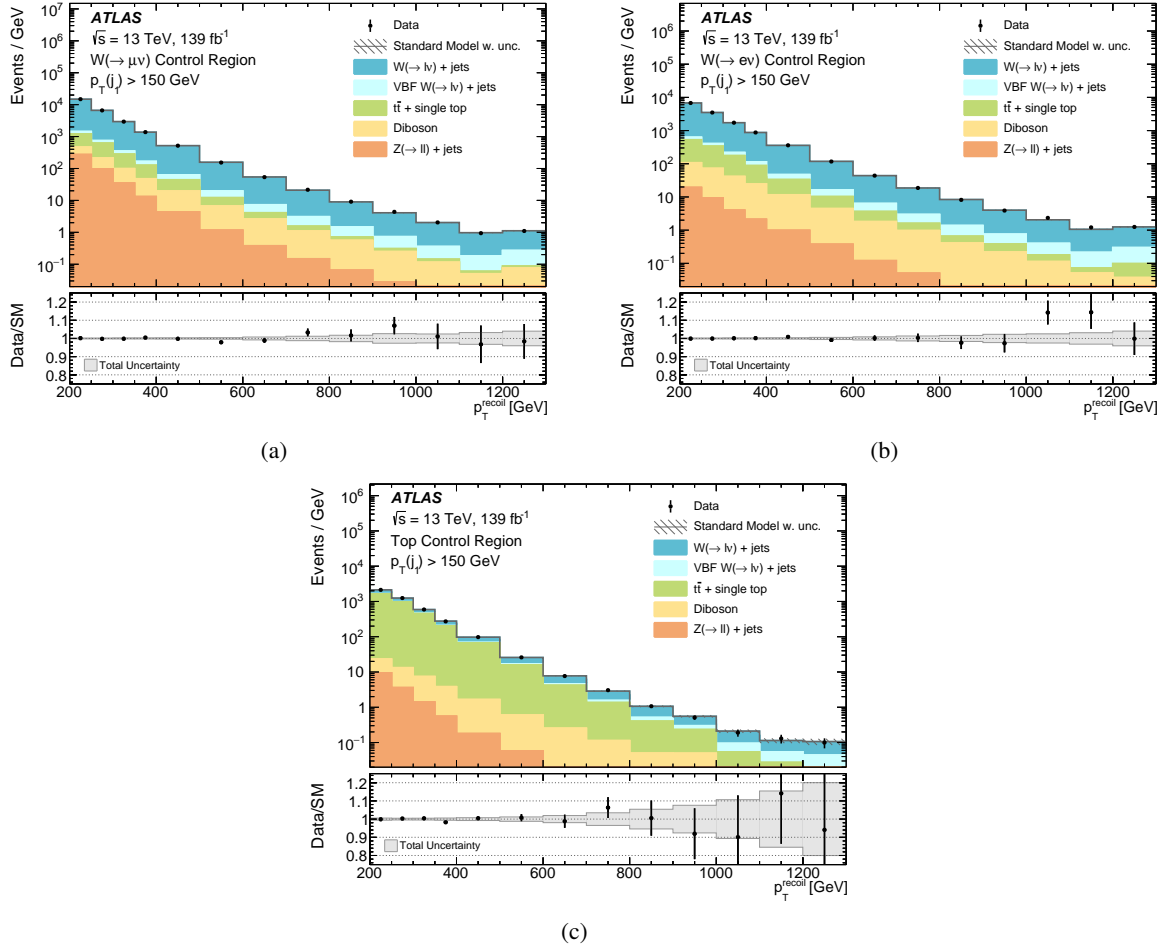 ATLAS
√s = 13 TeV, 139 fb⁻¹
W(→ μν) Control Region
p_T(j_1) > 150 GeV
Data
Standard Model w. unc.
W(→ lν) + jets
VBF W(→ lν) + jets
tt̄ + single top
Diboson
Z(→ ll) + jets
Events / GeV
10⁷
10⁶
10⁵
10⁴
10³
10²
10
1
10⁻¹
Data/SM
1.2
1.1
1
0.9
0.8
Total Uncertainty
200 400 600 800 1000 1200
p_T^recoil [GeV]
(a)
ATLAS
√s = 13 TeV, 139 fb⁻¹
W(→ eν) Control Region
p_T(j_1) > 150 GeV
Data
Standard Model w. unc.
W(→ lν) + jets
VBF W(→ lν) + jets
tt̄ + single top
Diboson
Z(→ ll) + jets
Events / GeV
10⁶
10⁵
10⁴
10³
10²
10
1
10⁻¹
Data/SM
1.2
1.1
1
0.9
0.8
Total Uncertainty
200 400 600 800 1000 1200
p_T^recoil [GeV]
(b)
ATLAS
√s = 13 TeV, 139 fb⁻¹
Top Control Region
p_T(j_1) > 150 GeV
Data
Standard Model w. unc.
W(→ lν) + jets
VBF W(→ lν) + jets
tt̄ + single top
Diboson
Z(→ ll) + jets
Events / GeV
10⁶
10⁵
10⁴
10³
10²
10
1
10⁻¹
Data/SM
1.2
1.1
1
0.9
0.8
Total Uncertainty
200 400 600 800 1000 1200
p_T^recoil [GeV]
(c)